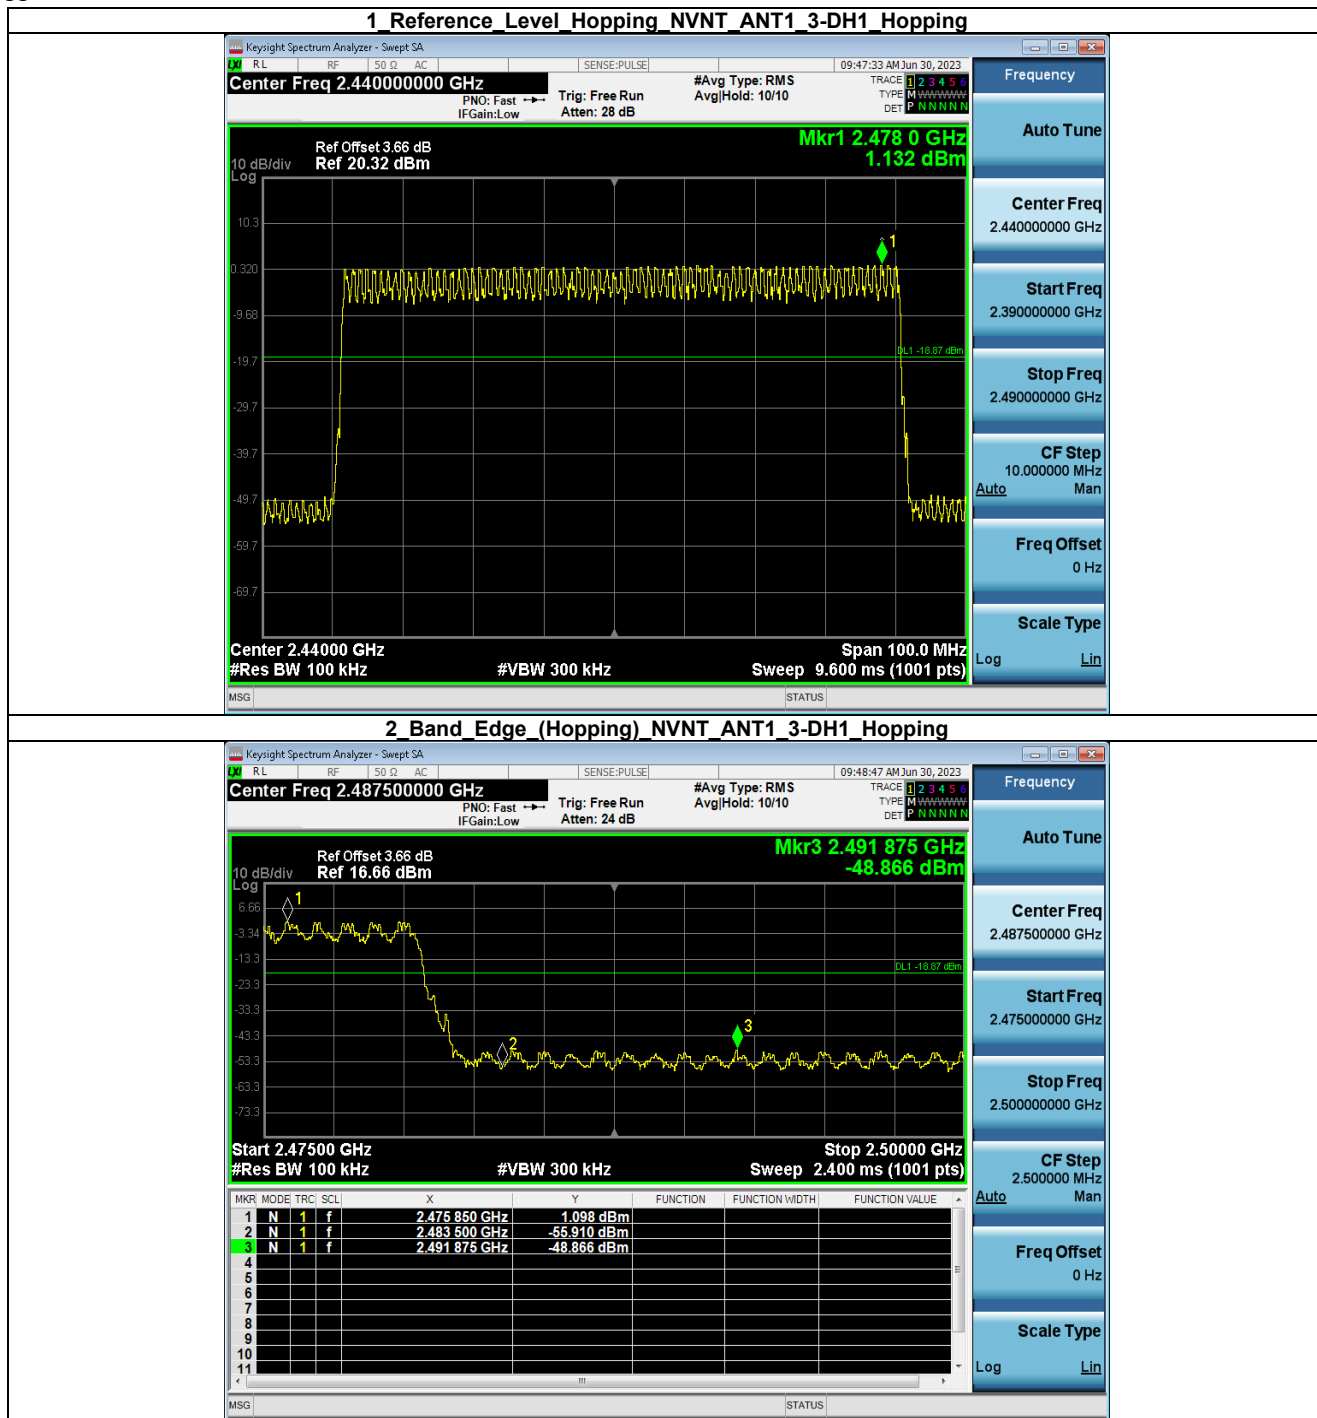 1_Reference_Level_Hopping_NVNT_ANT1_3-DH1_Hopping
Keysight Spectrum Analyzer - Swept SA
LXI RL RF 50 Ω AC SENSE:PULSE 09:47:33 AM Jun 30, 2023
Center Freq 2.440000000 GHz
PNO: Fast
IFGain:Low
Trig: Free Run
Atten: 28 dB
#Avg Type: RMS
Avg|Hold: 10/10
TRACE 1 2 3 4 5 6
TYPE M WWWWW
DET P N N N N N
Mkr1 2.478 0 GHz
1.132 dBm
Ref Offset 3.66 dB
10 dB/div Ref 20.32 dBm
Log
10.3
1
0.320
-9.68
DL1 -18.87 dBm
-19.7
-29.7
-39.7
-49.7
-59.7
-69.7
Center 2.44000 GHz Span 100.0 MHz
#Res BW 100 kHz #VBW 300 kHz Sweep 9.600 ms (1001 pts)
MSG STATUS
Frequency
Auto Tune
Center Freq
2.440000000 GHz
Start Freq
2.390000000 GHz
Stop Freq
2.490000000 GHz
CF Step
10.000000 MHz
Auto Man
Freq Offset
0 Hz
Scale Type
Log Lin
2_Band_Edge_(Hopping)_NVNT_ANT1_3-DH1_Hopping
Keysight Spectrum Analyzer - Swept SA
LXI RL RF 50 Ω AC SENSE:PULSE 09:48:47 AM Jun 30, 2023
Center Freq 2.487500000 GHz
PNO: Fast
IFGain:Low
Trig: Free Run
Atten: 24 dB
#Avg Type: RMS
Avg|Hold: 10/10
TRACE 1 2 3 4 5 6
TYPE M WWWWW
DET P N N N N N
Mkr3 2.491 875 GHz
-48.866 dBm
Ref Offset 3.66 dB
10 dB/div Ref 16.66 dBm
Log
6.66
1
-3.34
-13.3
DL1 -18.87 dBm
-23.3
-33.3
-43.3
2
3
-53.3
-63.3
-73.3
Start 2.47500 GHz Stop 2.50000 GHz
#Res BW 100 kHz #VBW 300 kHz Sweep 2.400 ms (1001 pts)
MKR MODE TRC SCL X Y FUNCTION FUNCTION WIDTH FUNCTION VALUE
1 N 1 f 2.475 850 GHz 1.098 dBm
2 N 1 f 2.483 500 GHz -55.910 dBm
3 N 1 f 2.491 875 GHz -48.866 dBm
4
5
6
7
8
9
10
11
MSG STATUS
Frequency
Auto Tune
Center Freq
2.487500000 GHz
Start Freq
2.475000000 GHz
Stop Freq
2.500000000 GHz
CF Step
2.500000 MHz
Auto Man
Freq Offset
0 Hz
Scale Type
Log Lin